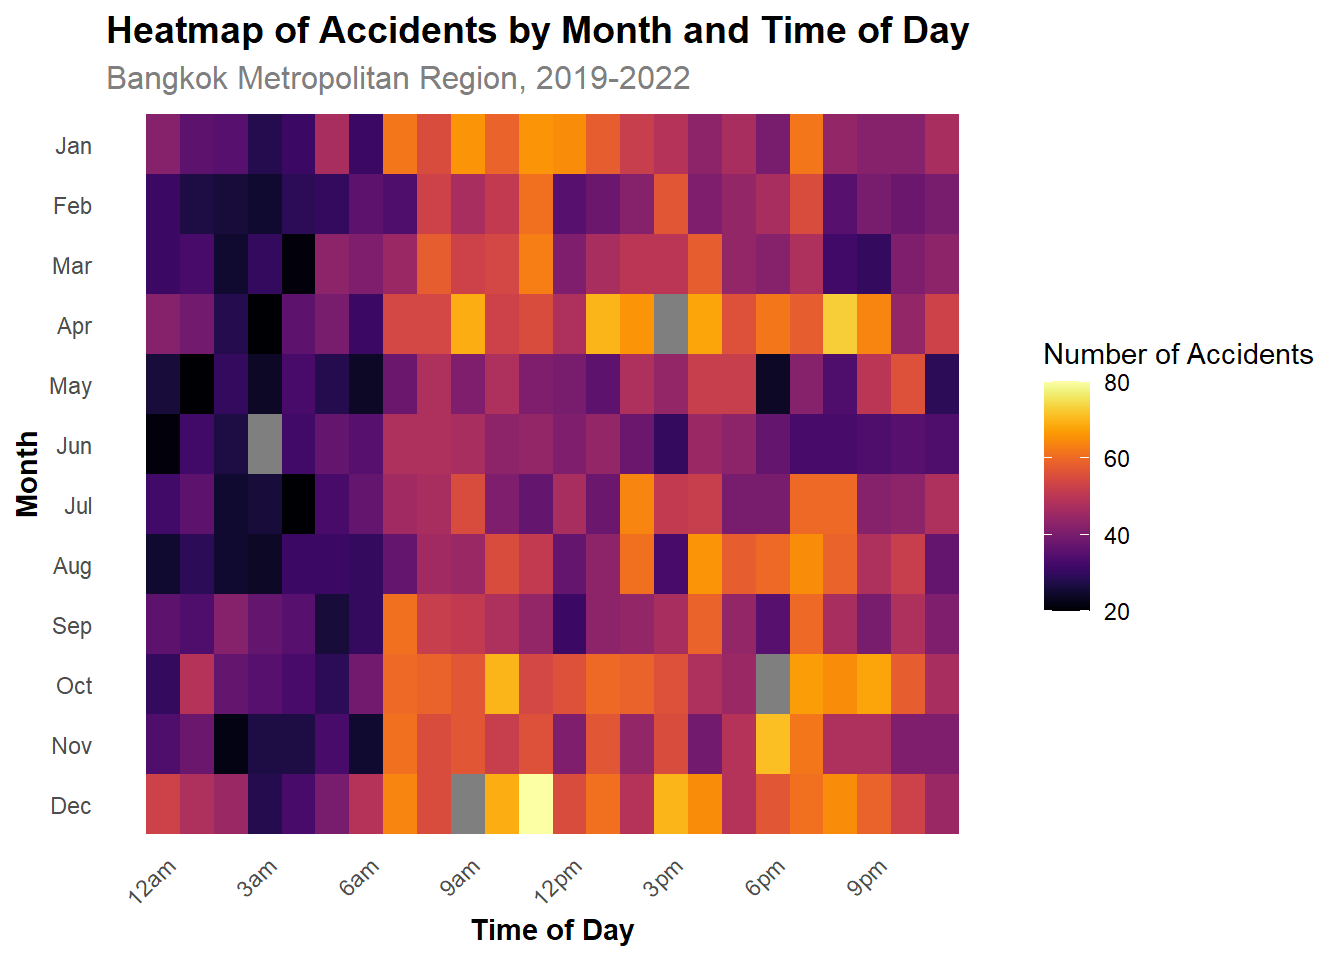 Heatmap of Accidents by Month and Time of Day
Bangkok Metropolitan Region, 2019-2022
Month
Jan
Feb
Mar
Apr
May
Jun
Jul
Aug
Sep
Oct
Nov
Dec
12am
3am
6am
9am
12pm
3pm
6pm
9pm
Time of Day
Number of Accidents
80
60
40
20